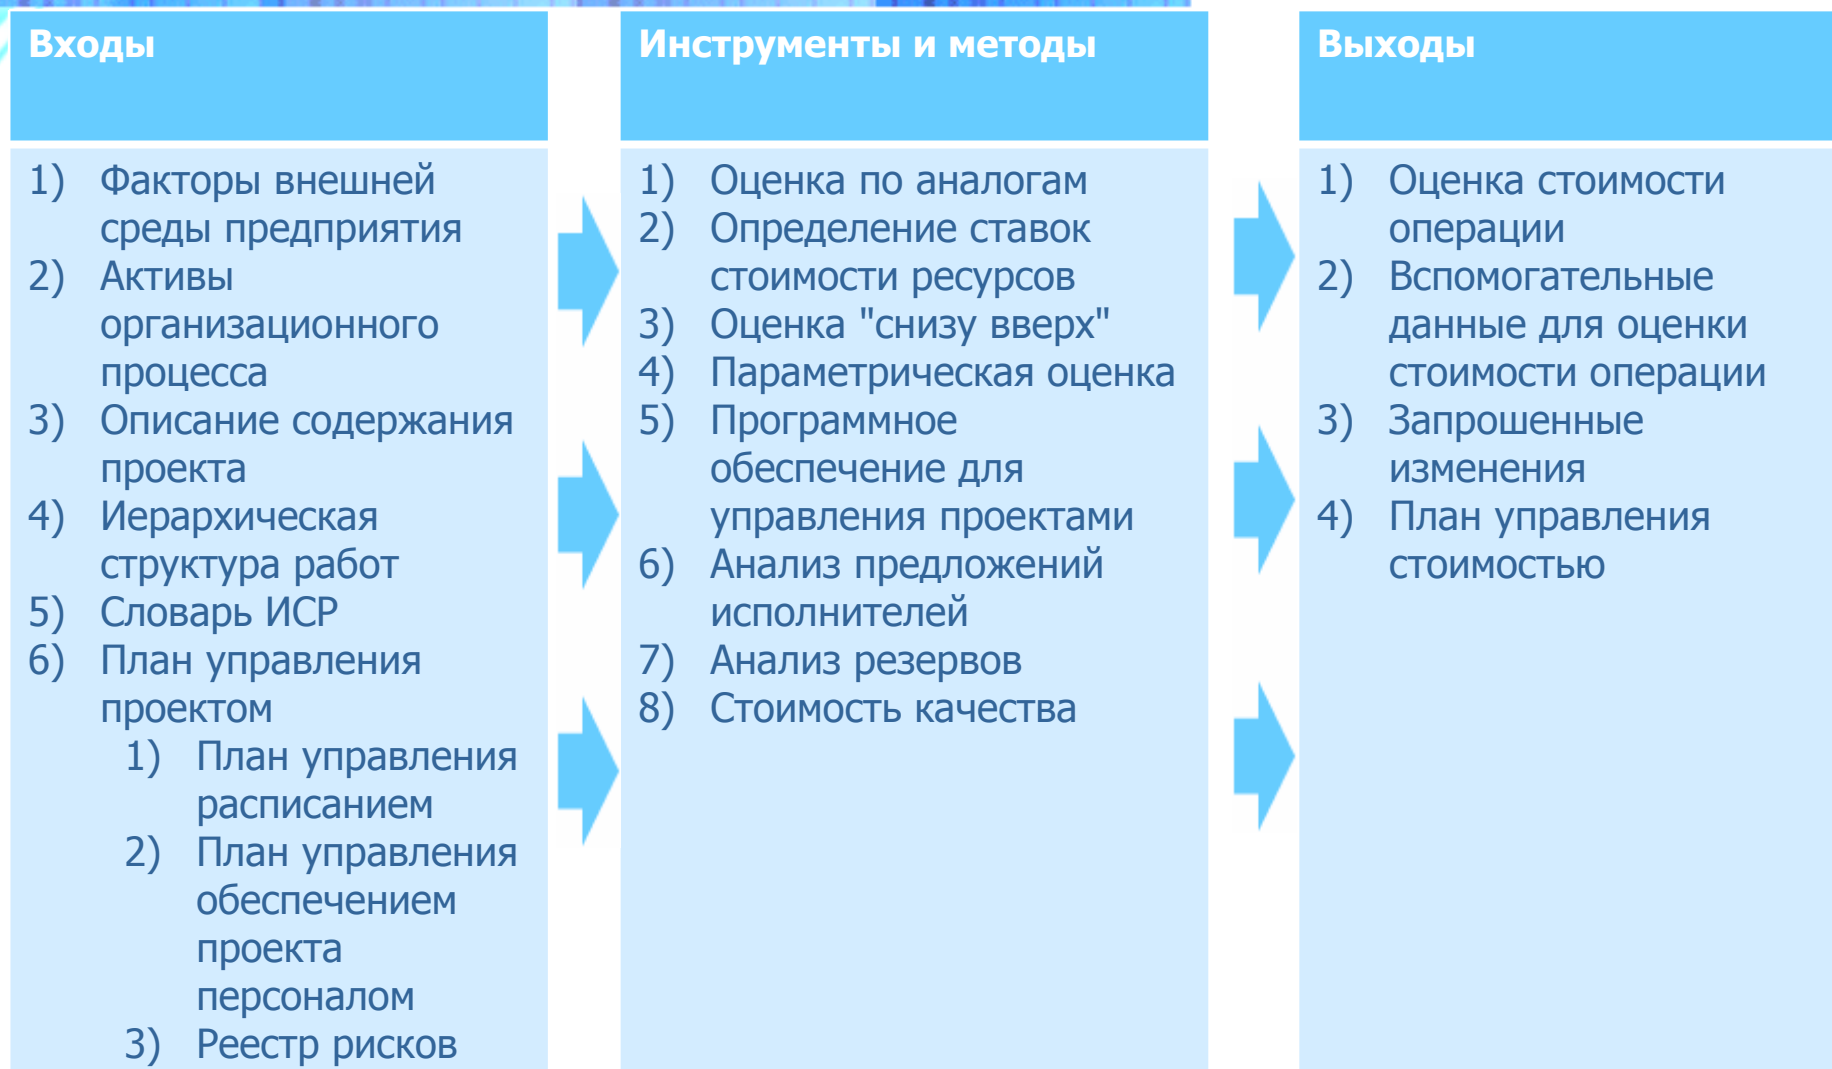 Входы
1) Факторы внешней
среды предприятия
2) Активы
организационного
процесса
3) Описание содержания
проекта
4) Иерархическая
структура работ
5) Словарь ИСР
6) План управления
проектом
1) План управления
расписанием
2) План управления
обеспечением
проекта
персоналом
3) Реестр рисков
Инструменты и методы
1) Оценка по аналогам
2) Определение ставок
стоимости ресурсов
3) Оценка "снизу вверх"
4) Параметрическая оценка
5) Программное
обеспечение для
управления проектами
6) Анализ предложений
исполнителей
7) Анализ резервов
8) Стоимость качества
Выходы
1) Оценка стоимости
операции
2) Вспомогательные
данные для оценки
стоимости операции
3) Запрошенные
изменения
4) План управления
стоимостью